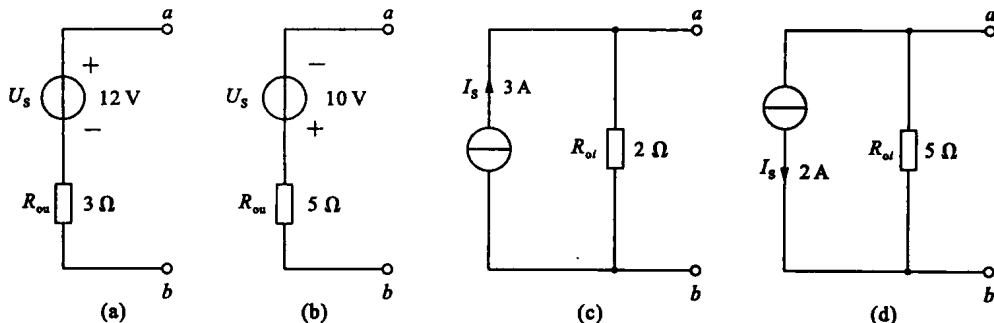 a
+
U_S 12 V
−
R_ou 3 Ω
b
(a)
a
−
U_S 10 V
+
R_ou 5 Ω
b
(b)
a
I_S 3 A
R_oi 2 Ω
b
(c)
a
I_S 2 A
R_oi 5 Ω
b
(d)